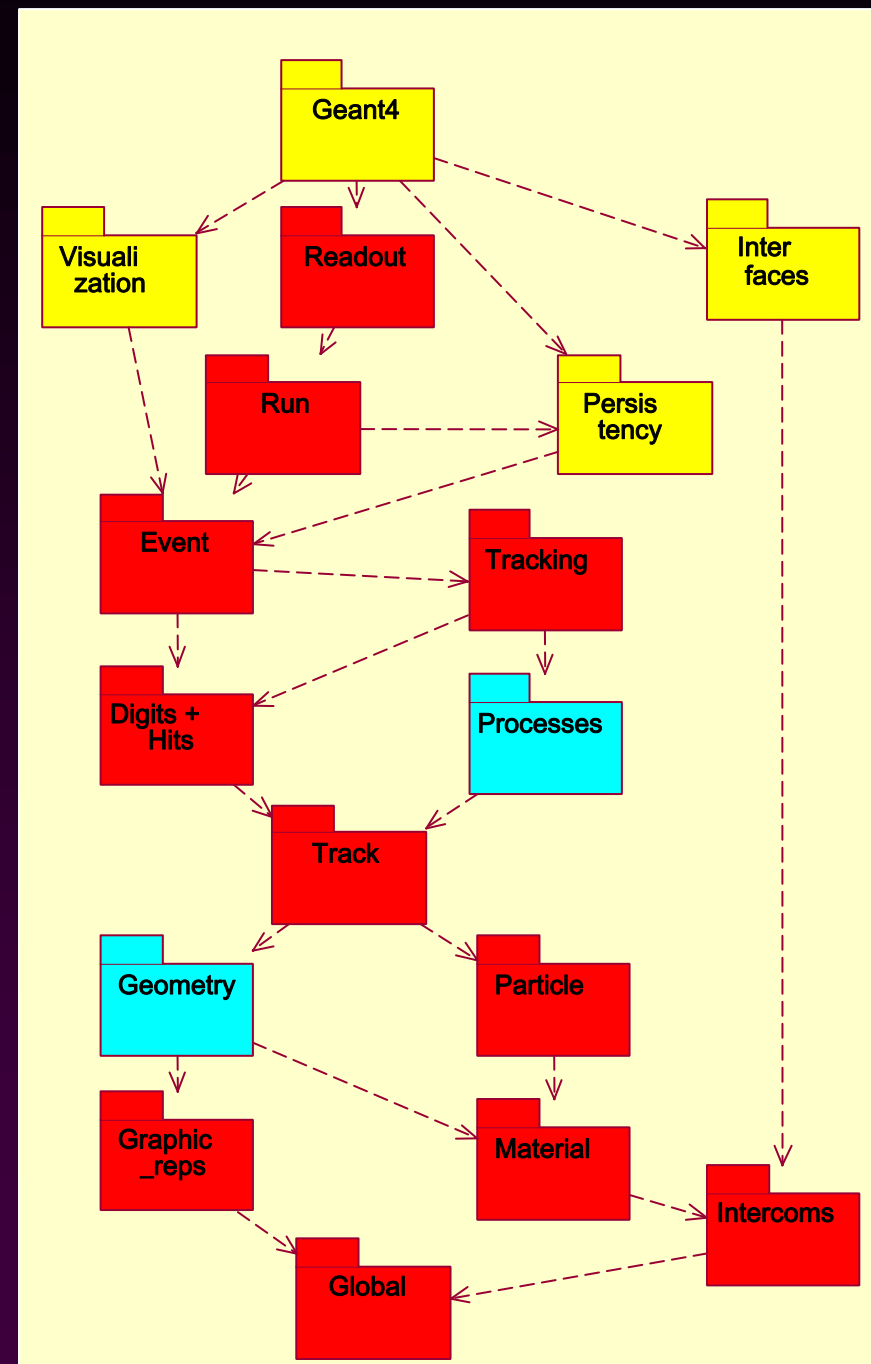 Geant4
Visuali
zation
Readout
Inter
faces
Run
Persis
tency
Event
Tracking
Digits +
Hits
Processes
Track
Geometry
Particle
Graphic
_reps
Material
Intercoms
Global